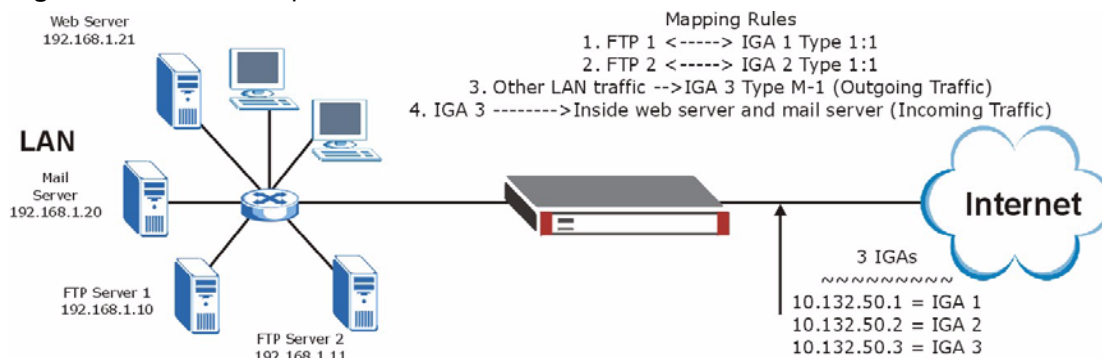 Web Server
192.168.1.21
Mapping Rules
1. FTP 1 <-----> IGA 1 Type 1:1
2. FTP 2 <-----> IGA 2 Type 1:1
3. Other LAN traffic -->IGA 3 Type M-1 (Outgoing Traffic)
4. IGA 3 -------->Inside web server and mail server (Incoming Traffic)
LAN
Mail
Server
192.168.1.20
Internet
FTP Server 1
192.168.1.10
FTP Server 2
192.168.1.11
3 IGAs
~~~~~~~~~
10.132.50.1 = IGA 1
10.132.50.2 = IGA 2
10.132.50.3 = IGA 3